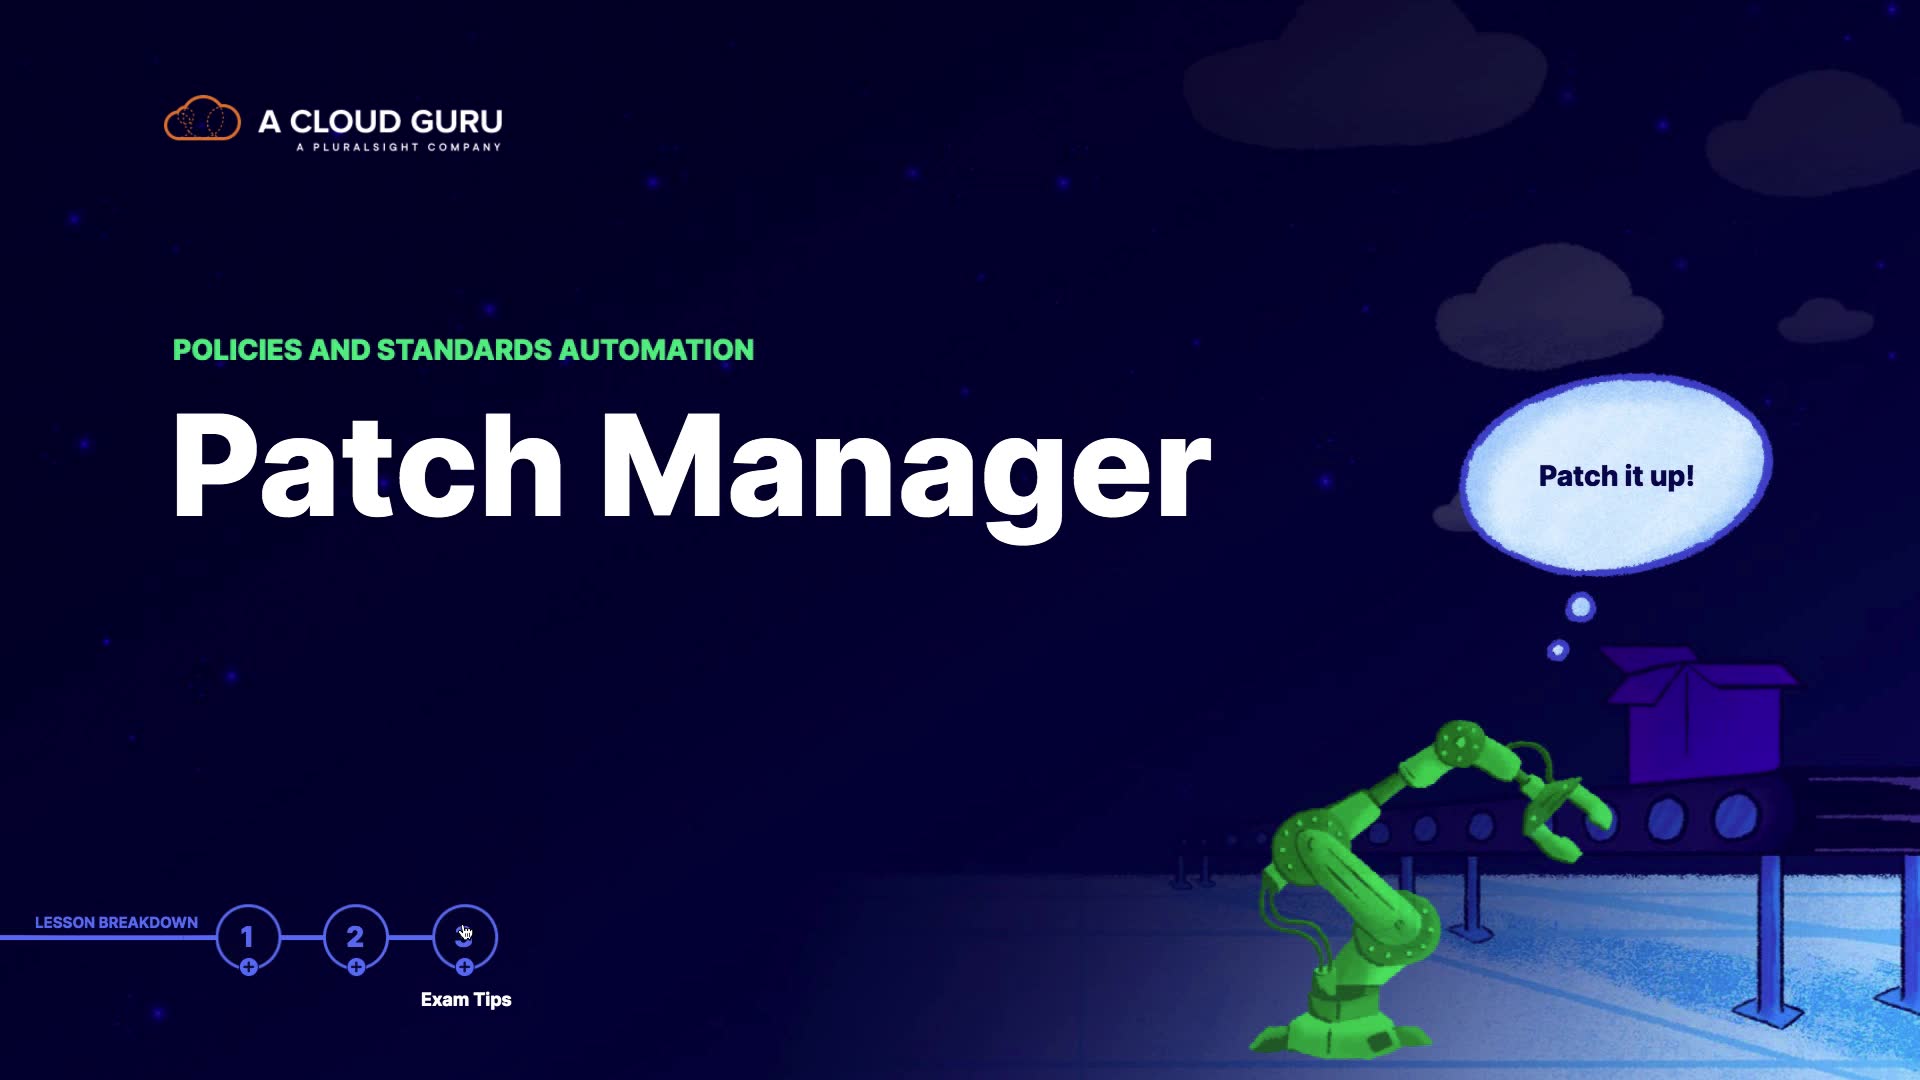 A CLOUD GURU
A PLURALSIGHT COMPANY
POLICIES AND STANDARDS AUTOMATION
Patch Manager
Patch it up!
LESSON BREAKDOWN
1
2
3
Exam Tips